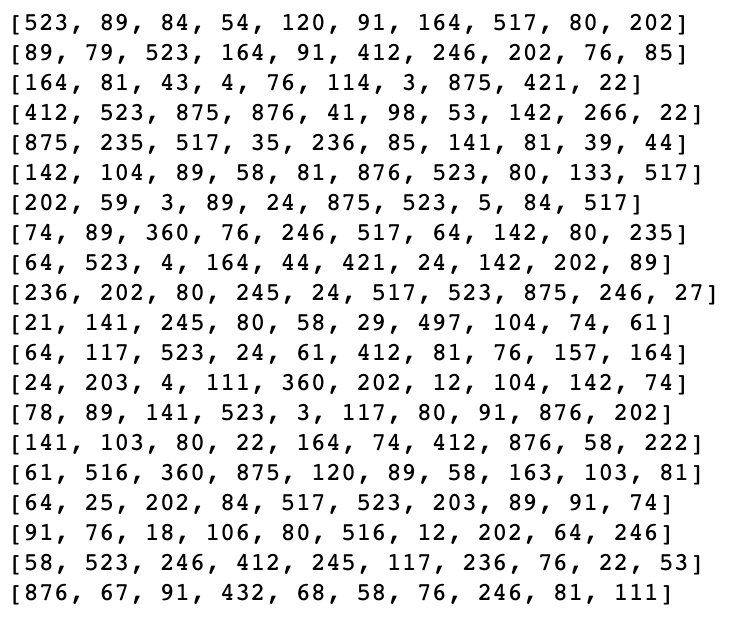 [523, 89, 84, 54, 120, 91, 164, 517, 80, 202]
[89, 79, 523, 164, 91, 412, 246, 202, 76, 85]
[164, 81, 43, 4, 76, 114, 3, 875, 421, 22]
[412, 523, 875, 876, 41, 98, 53, 142, 266, 22]
[875, 235, 517, 35, 236, 85, 141, 81, 39, 44]
[142, 104, 89, 58, 81, 876, 523, 80, 133, 517]
[202, 59, 3, 89, 24, 875, 523, 5, 84, 517]
[74, 89, 360, 76, 246, 517, 64, 142, 80, 235]
[64, 523, 4, 164, 44, 421, 24, 142, 202, 89]
[236, 202, 80, 245, 24, 517, 523, 875, 246, 27]
[21, 141, 245, 80, 58, 29, 497, 104, 74, 61]
[64, 117, 523, 24, 61, 412, 81, 76, 157, 164]
[24, 203, 4, 111, 360, 202, 12, 104, 142, 74]
[78, 89, 141, 523, 3, 117, 80, 91, 876, 202]
[141, 103, 80, 22, 164, 74, 412, 876, 58, 222]
[61, 516, 360, 875, 120, 89, 58, 163, 103, 81]
[64, 25, 202, 84, 517, 523, 203, 89, 91, 74]
[91, 76, 18, 106, 80, 516, 12, 202, 64, 246]
[58, 523, 246, 412, 245, 117, 236, 76, 22, 53]
[876, 67, 91, 432, 68, 58, 76, 246, 81, 111]